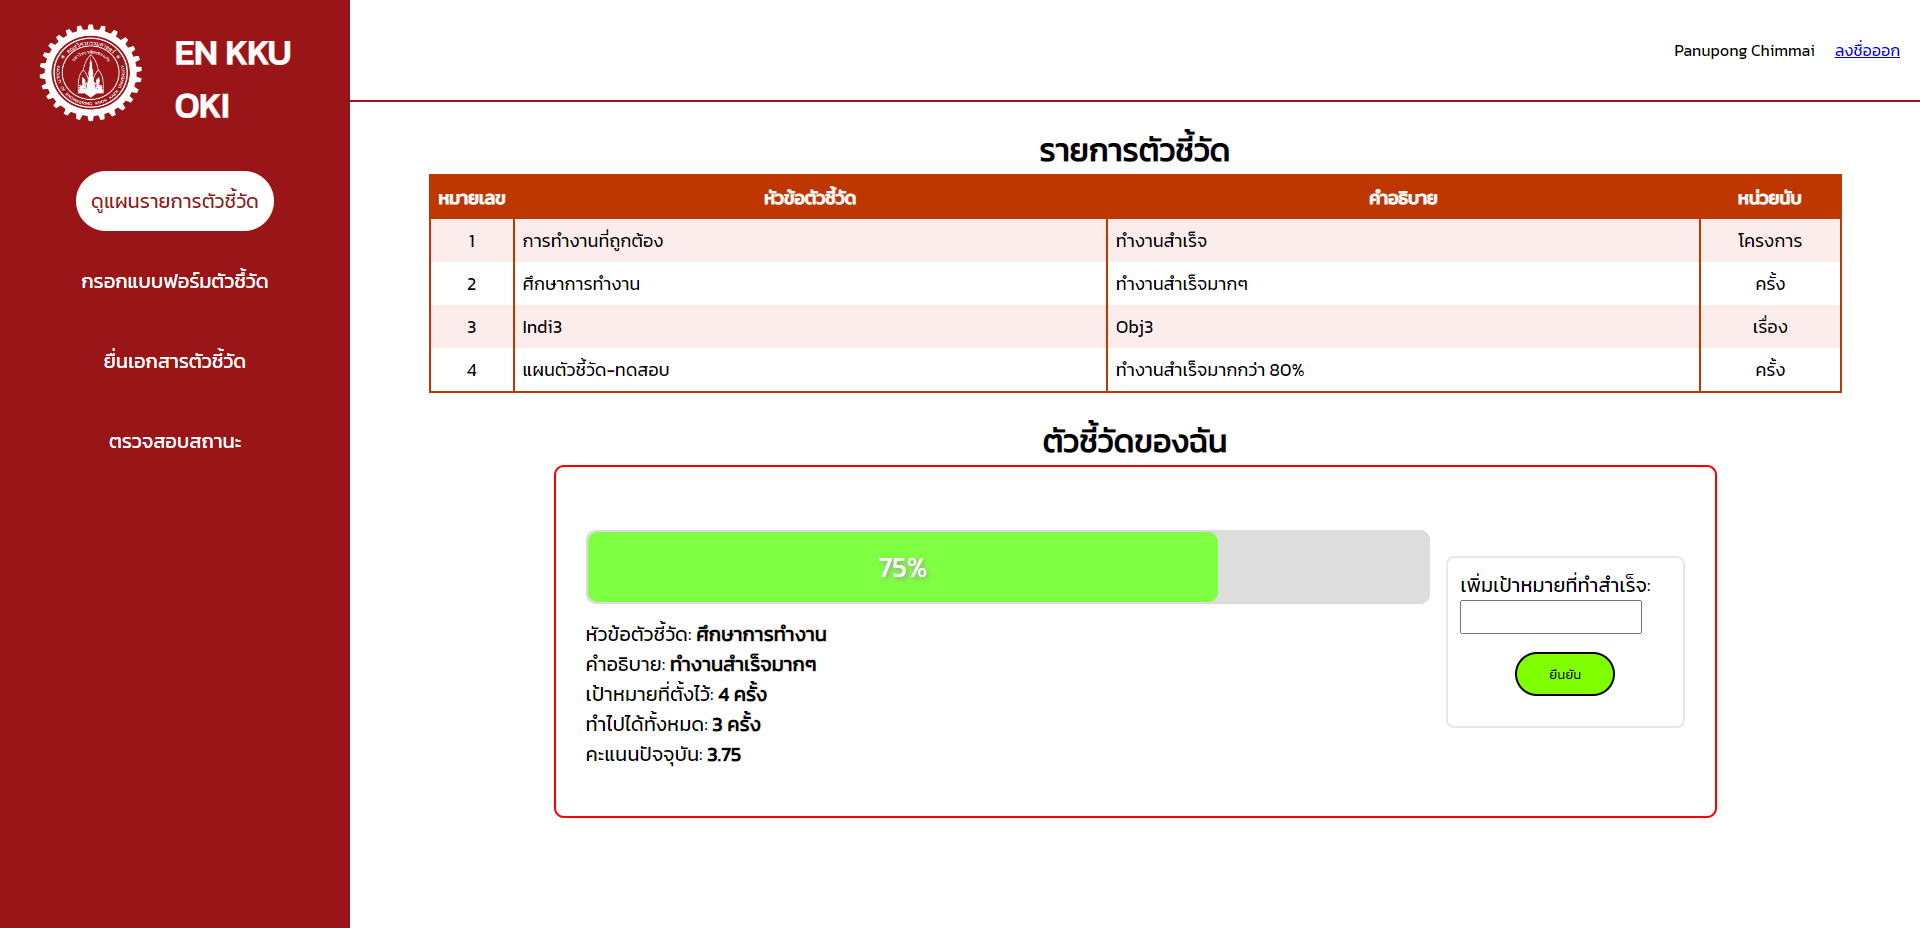 EN KKU
OKI
Panupong Chimmai ลงชื่อออก
ดูแผนรายการตัวชี้วัด
กรอกแบบฟอร์มตัวชี้วัด
ยื่นเอกสารตัวชี้วัด
ตรวจสอบสถานะ
รายการตัวชี้วัด
หมายเลข หัวข้อตัวชี้วัด คำอธิบาย หน่วยนับ
1 การทำงานที่ถูกต้อง ทำงานสำเร็จ โครงการ
2 ศึกษาการทำงาน ทำงานสำเร็จมากๆ ครั้ง
3 Indi3 Obj3 เรื่อง
4 แผนตัวชี้วัด-ทดสอบ ทำงานสำเร็จมากกว่า 80% ครั้ง
ตัวชี้วัดของฉัน
75%
หัวข้อตัวชี้วัด: ศึกษาการทำงาน
คำอธิบาย: ทำงานสำเร็จมากๆ
เป้าหมายที่ตั้งไว้: 4 ครั้ง
ทำไปได้ทั้งหมด: 3 ครั้ง
คะแนนปัจจุบัน: 3.75
เพิ่มเป้าหมายที่ทำสำเร็จ:
ยืนยัน